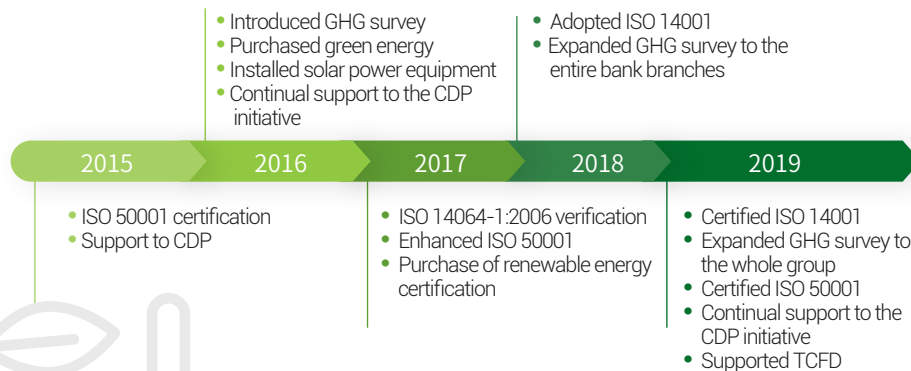 • Introduced GHG survey
• Purchased green energy
• Installed solar power equipment
• Continual support to the CDP
initiative
• Adopted ISO 14001
• Expanded GHG survey to the
entire bank branches
2015 2016 2017 2018 2019
• ISO 50001 certification
• Support to CDP
• ISO 14064-1:2006 verification
• Enhanced ISO 50001
• Purchase of renewable energy
certification
• Certified ISO 14001
• Expanded GHG survey to
the whole group
• Certified ISO 50001
• Continual support to the
CDP initiative
• Supported TCFD